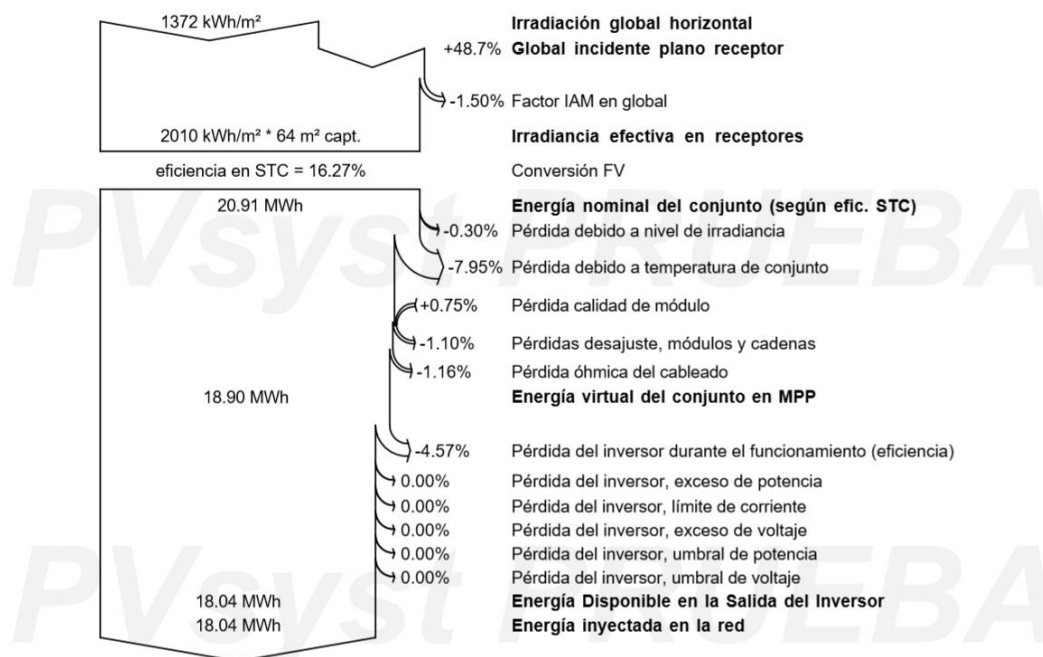 1372 kWh/m² Irradiación global horizontal
+48.7% Global incidente plano receptor
-1.50% Factor IAM en global
2010 kWh/m² * 64 m² capt. Irradiancia efectiva en receptores
eficiencia en STC = 16.27% Conversión FV
PVsyst PRUEBA
20.91 MWh Energía nominal del conjunto (según efic. STC)
-0.30% Pérdida debido a nivel de irradiancia
-7.95% Pérdida debido a temperatura de conjunto
+0.75% Pérdida calidad de módulo
-1.10% Pérdidas desajuste, módulos y cadenas
-1.16% Pérdida óhmica del cableado
18.90 MWh Energía virtual del conjunto en MPP
-4.57% Pérdida del inversor durante el funcionamiento (eficiencia)
0.00% Pérdida del inversor, exceso de potencia
0.00% Pérdida del inversor, límite de corriente
0.00% Pérdida del inversor, exceso de voltaje
0.00% Pérdida del inversor, umbral de potencia
0.00% Pérdida del inversor, umbral de voltaje
PVsyst PRUEBA
18.04 MWh Energía Disponible en la Salida del Inversor
18.04 MWh Energía inyectada en la red